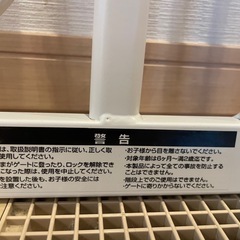 警 告
は、取扱説明書の指示に従い、正しく取
使用してください。
まがゲートに登ったり、ロックを解除でき
になった際は、使用を中止してください。
を設置した後も、お子様の安全には
注意ください。
・お子様から目を離さないでください。
・対象年齢は6ヶ月〜満2歳迄です。
・本製品によって全ての事故を防止する
ことはできません。
・階段上でのご使用はできません。
・ゲートに寄りかからないでください。